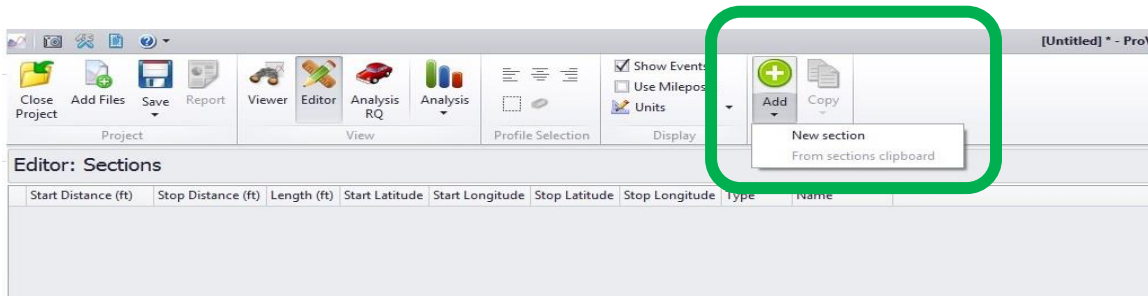 [Untitled] * - ProV
Close Project
Add Files
Save
Report
Viewer
Editor
Analysis RQ
Analysis
Show Events
Use Milepos
Units
Add
Copy
Project
View
Profile Selection
Display
New section
From sections clipboard
Editor: Sections
Start Distance (ft) Stop Distance (ft) Length (ft) Start Latitude Start Longitude Stop Latitude Stop Longitude Type Name